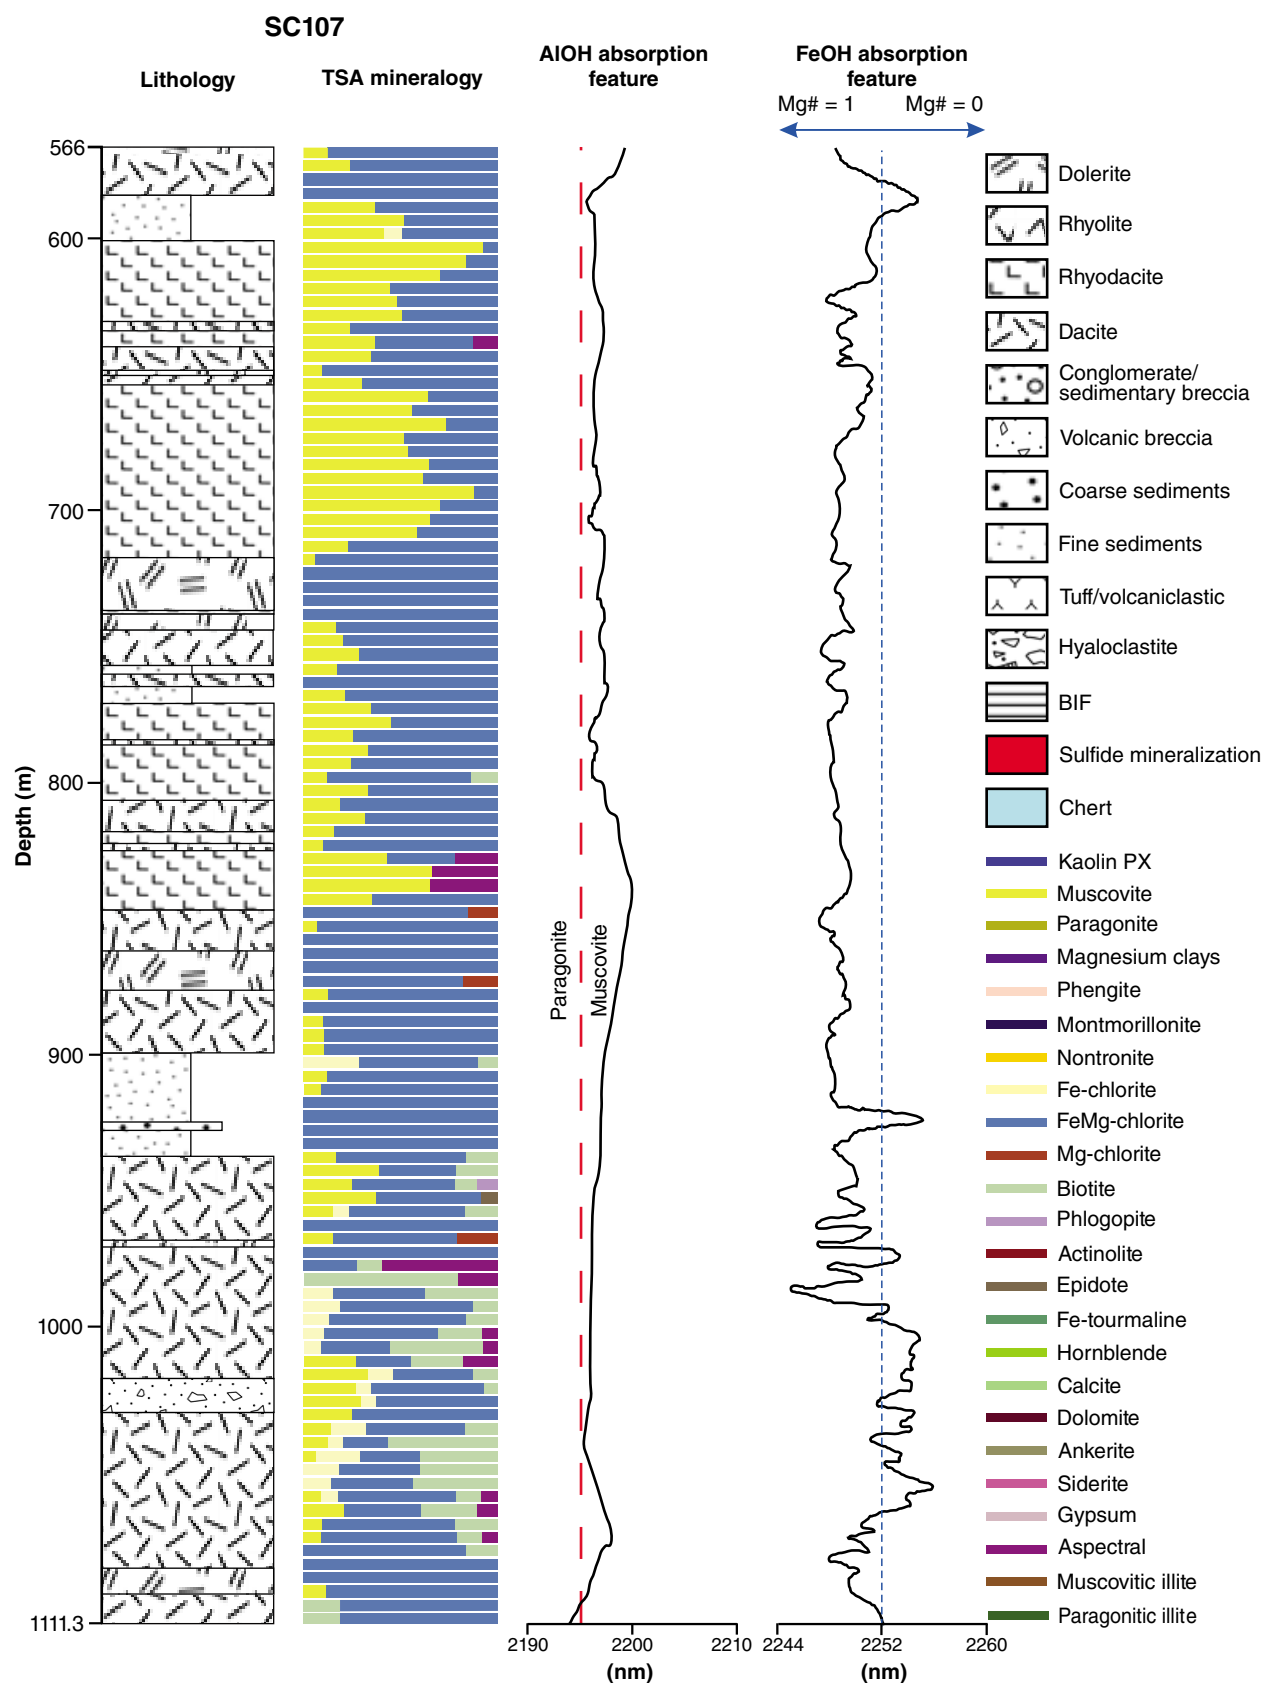 SC107
Lithology
TSA mineralogy
AlOH absorption
feature
FeOH absorption
feature
Mg# = 1
Mg# = 0
Depth (m)
566
600
700
800
900
1000
1111.3
Paragonite
Muscovite
2190
2200
2210
(nm)
2244
2252
2260
(nm)
Dolerite
Rhyolite
Rhyodacite
Dacite
Conglomerate/
sedimentary breccia
Volcanic breccia
Coarse sediments
Fine sediments
Tuff/volcaniclastic
Hyaloclastite
BIF
Sulfide mineralization
Chert
Kaolin PX
Muscovite
Paragonite
Magnesium clays
Phengite
Montmorillonite
Nontronite
Fe-chlorite
FeMg-chlorite
Mg-chlorite
Biotite
Phlogopite
Actinolite
Epidote
Fe-tourmaline
Hornblende
Calcite
Dolomite
Ankerite
Siderite
Gypsum
Aspectral
Muscovitic illite
Paragonitic illite